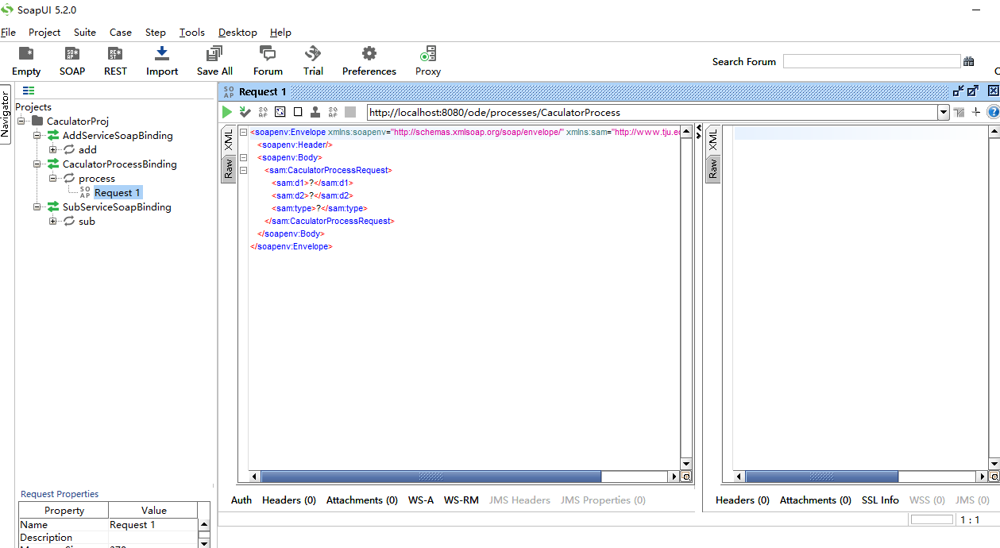 SoapUI 5.2.0
File Project Suite Case Step Tools Desktop Help
Empty SOAP REST Import Save All Forum Trial Preferences Proxy
Search Forum
Navigator
Projects
CaculatorProj
AddServiceSoapBinding
add
CaculatorProcessBinding
process
Request 1
SubServiceSoapBinding
sub
Request 1
http://localhost:8080/ode/processes/CaculatorProcess
XML
Raw
<soapenv:Envelope xmlns:soapenv="http://schemas.xmlsoap.org/soap/envelope/" xmlns:sam="http://www.tju.e
<soapenv:Header/>
<soapenv:Body>
<sam:CaculatorProcessRequest>
<sam:d1>?</sam:d1>
<sam:d2>?</sam:d2>
<sam:type>?</sam:type>
</sam:CaculatorProcessRequest>
</soapenv:Body>
</soapenv:Envelope>
XML
Raw
Auth Headers (0) Attachments (0) WS-A WS-RM JMS Headers JMS Properties (0)
Headers (0) Attachments (0) SSL Info WSS (0) JMS (0)
1 : 1
Request Properties
Property Value
Name Request 1
Description